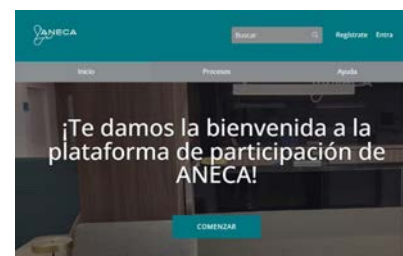 ANECA
Buscar
Regístrate Entra
Inicio Procesos Ayuda
¡Te damos la bienvenida a la
plataforma de participación de
ANECA!
COMENZAR